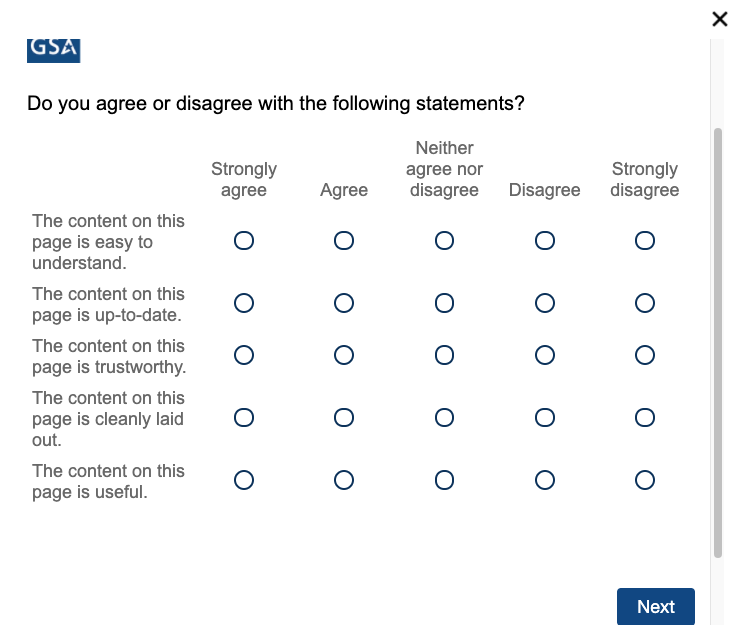 GSA
Do you agree or disagree with the following statements?
Strongly agree
Agree
Neither agree nor disagree
Disagree
Strongly disagree
The content on this
page is easy to
understand.
The content on this
page is up-to-date.
The content on this
page is trustworthy.
The content on this
page is cleanly laid
out.
The content on this
page is useful.
Next